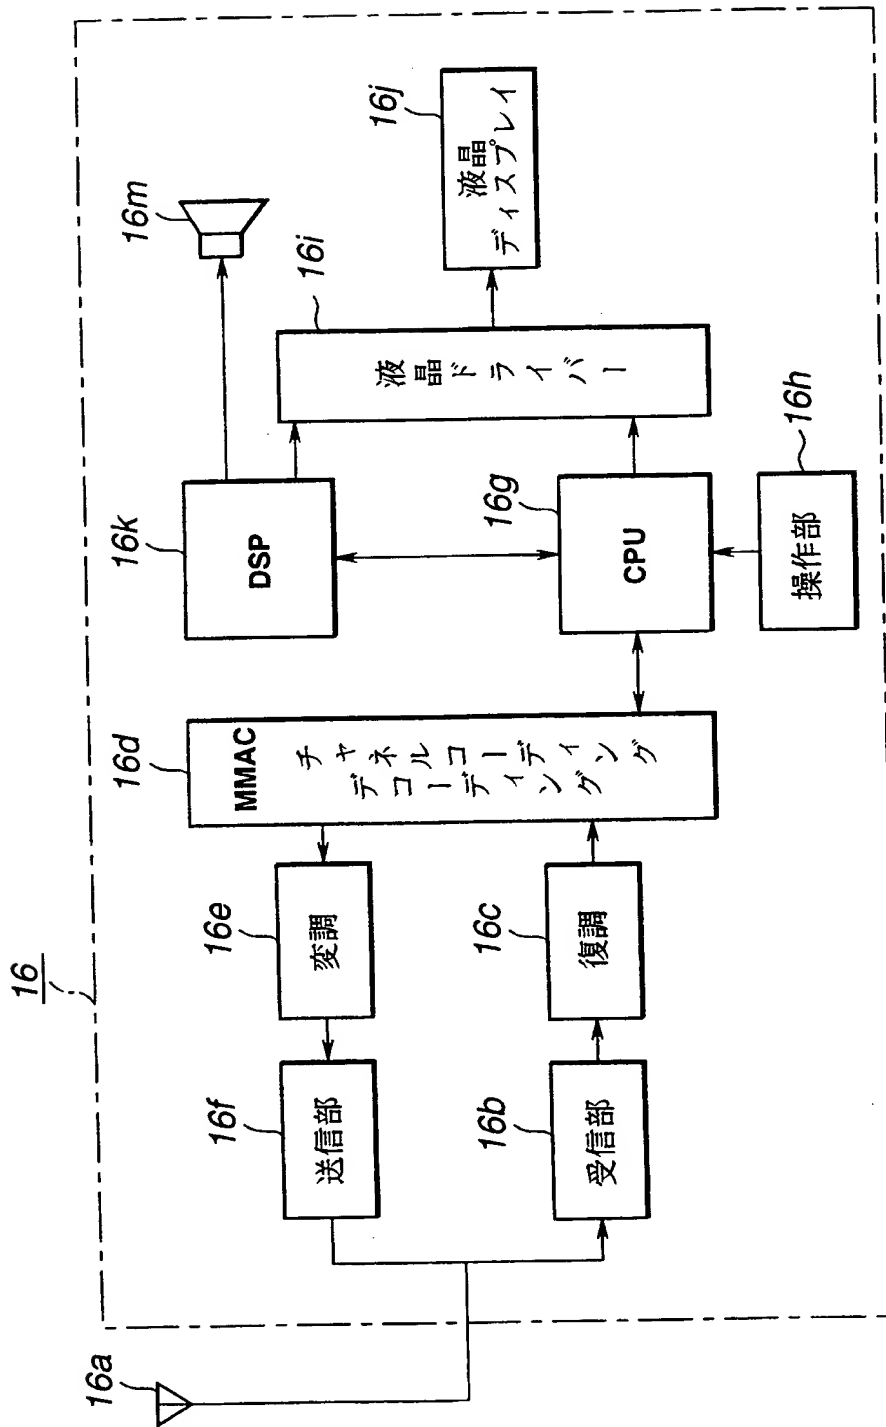 16
16a
16f
送信部
16e
変調
16b
受信部
16c
復調
16d
MMAC
チャネルコーディング
デコーディング
16k
DSP
16g
CPU
16h
操作部
16m
16i
液晶ドライバー
16j
液晶
ディスプレイ